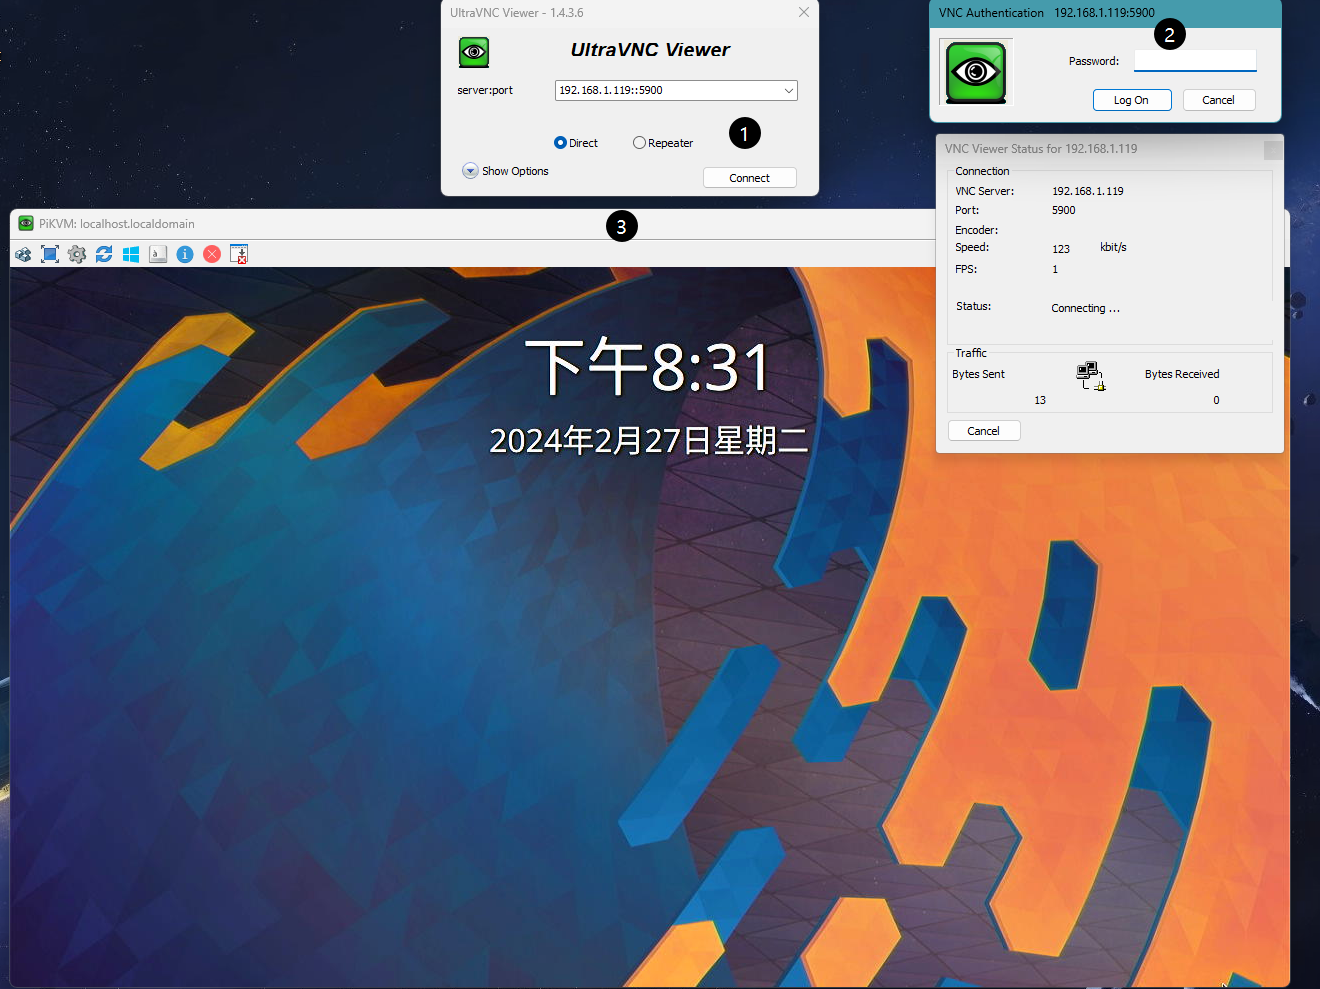 UltraVNC Viewer - 1.4.3.6
UltraVNC Viewer
server:port
192.168.1.119::5900
Direct
Repeater
1
Show Options
Connect
VNC Authentication 192.168.1.119:5900
2
Password:
Log On
Cancel
VNC Viewer Status for 192.168.1.119
Connection
VNC Server: 192.168.1.119
Port: 5900
Encoder:
Speed: 123 kbit/s
FPS: 1
Status: Connecting ...
Traffic
Bytes Sent
Bytes Received
13
0
Cancel
PiKVM: localhost.localdomain
3
下午8:31
2024年2月27日星期二